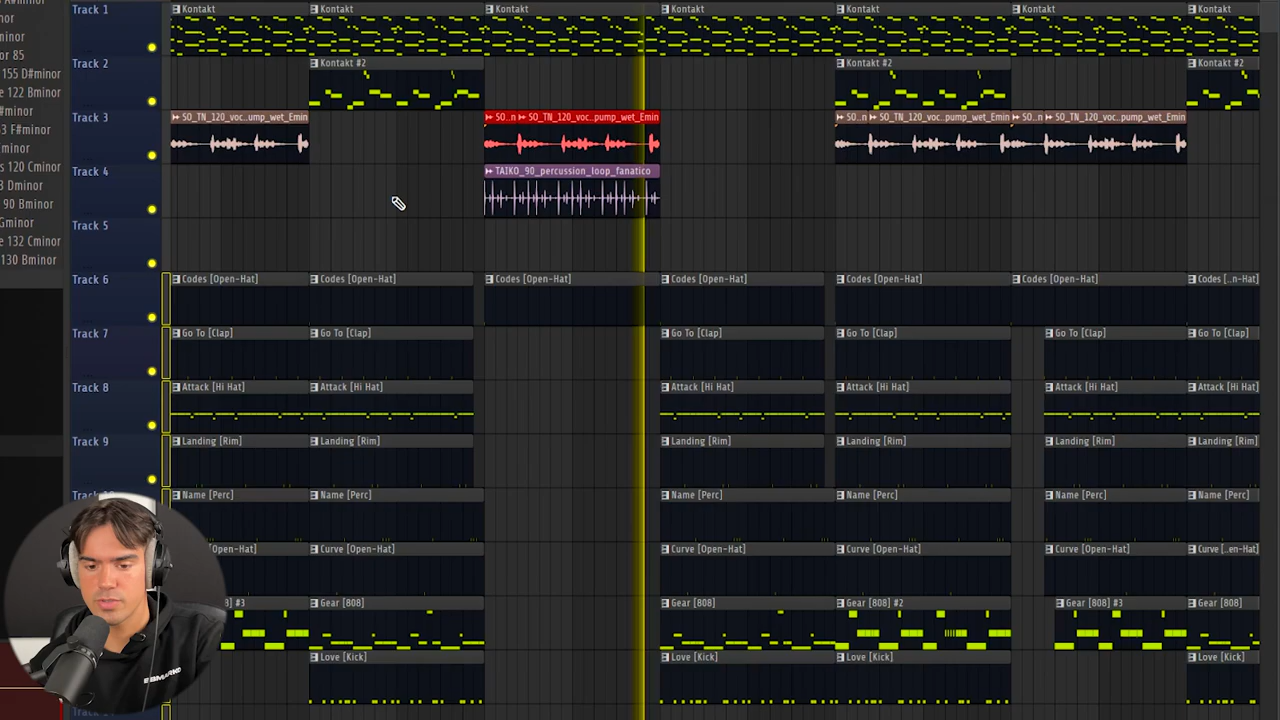 inor
minor
or 85
155 D#minor
e 122 Bminor
#minor
53 F#minor
Cminor
s 120 Cminor
8 Dminor
90 Bminor
Gminor
e 132 Cminor
130 Bminor
Track 1
Kontakt
Kontakt
Kontakt
Kontakt
Kontakt
Kontakt
Kontakt
Track 2
Kontakt #2
Kontakt #2
Kontakt #2
Track 3
SO_TN_120_voc...ump_wet_Emin
SO..n
SO_TN_120_voc...pump_wet_Emin
SO..n
SO_TN_120_voc...pump_wet_Emin
SO..n
SO_TN_120_voc...pump_wet_Emin
Track 4
TAIKO_90_percussion_loop_fanatico
Track 5
Track 6
Codes [Open-Hat]
Codes [Open-Hat]
Codes [Open-Hat]
Codes [Open-Hat]
Codes [Open-Hat]
Codes [Open-Hat]
Codes [..n-Hat]
Track 7
Go To [Clap]
Go To [Clap]
Go To [Clap]
Go To [Clap]
Go To [Clap]
Go To [Clap]
Track 8
Attack [Hi Hat]
Attack [Hi Hat]
Attack [Hi Hat]
Attack [Hi Hat]
Attack [Hi Hat]
Attack [Hi Hat]
Track 9
Landing [Rim]
Landing [Rim]
Landing [Rim]
Landing [Rim]
Landing [Rim]
Landing [Rim]
Name [Perc]
Name [Perc]
Name [Perc]
Name [Perc]
Name [Perc]
Name [Perc]
[Open-Hat]
Curve [Open-Hat]
Curve [Open-Hat]
Curve [Open-Hat]
Curve [Open-Hat]
Curve [..en-Hat]
8] #3
Gear [808]
Gear [808]
Gear [808] #2
Gear [808] #3
Gear [808]
Love [Kick]
Love [Kick]
Love [Kick]
Love [Kick]